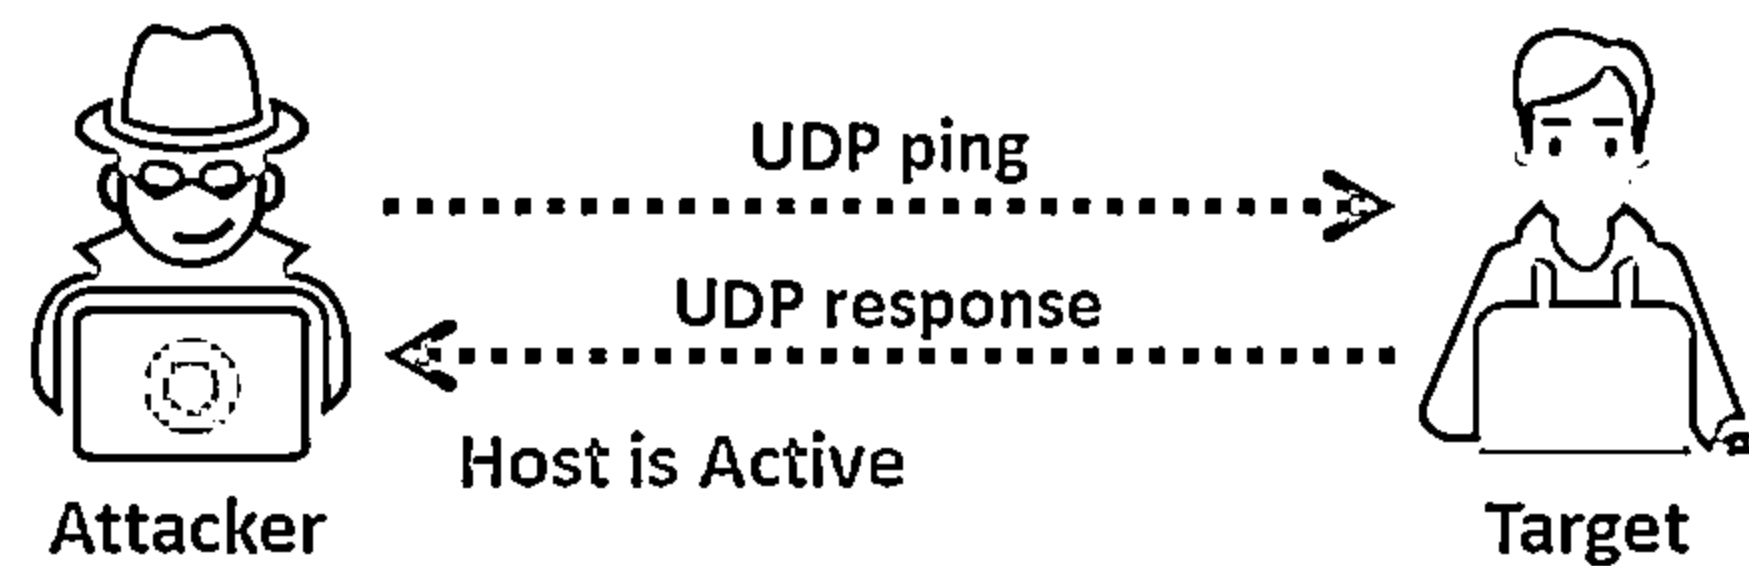 UDP ping
UDP response
Host is Active
Attacker
Target